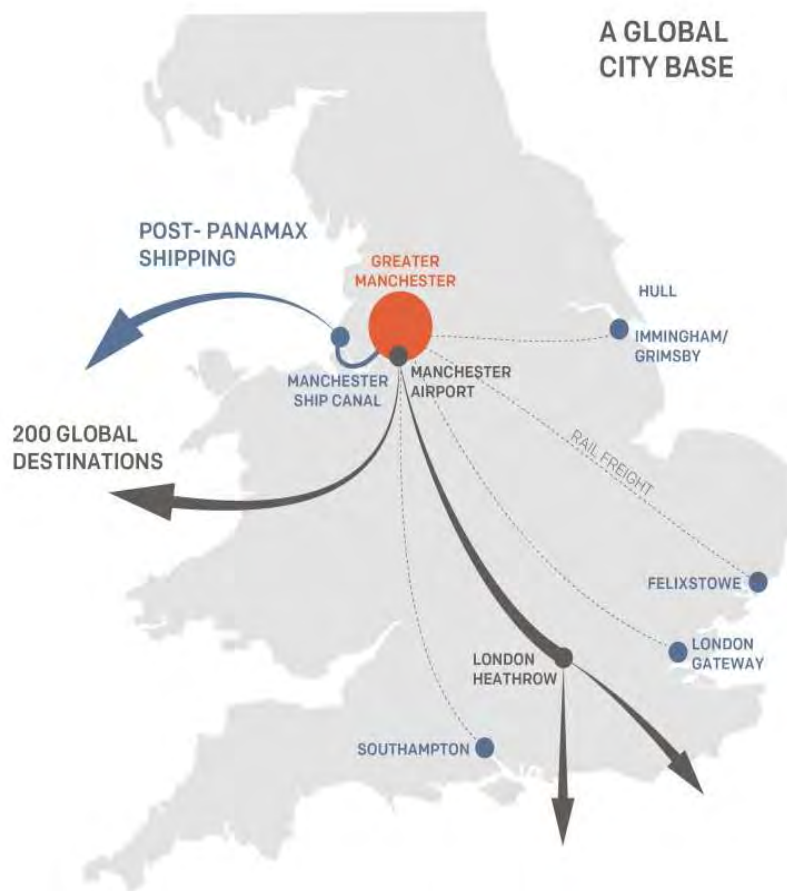 A GLOBAL
CITY BASE
POST- PANAMAX
SHIPPING
GREATER
MANCHESTER
HULL
IMMINGHAM/
GRIMSBY
MANCHESTER
SHIP CANAL
MANCHESTER
AIRPORT
200 GLOBAL
DESTINATIONS
RAIL FREIGHT
FELIXSTOWE
LONDON
GATEWAY
LONDON
HEATHROW
SOUTHAMPTON